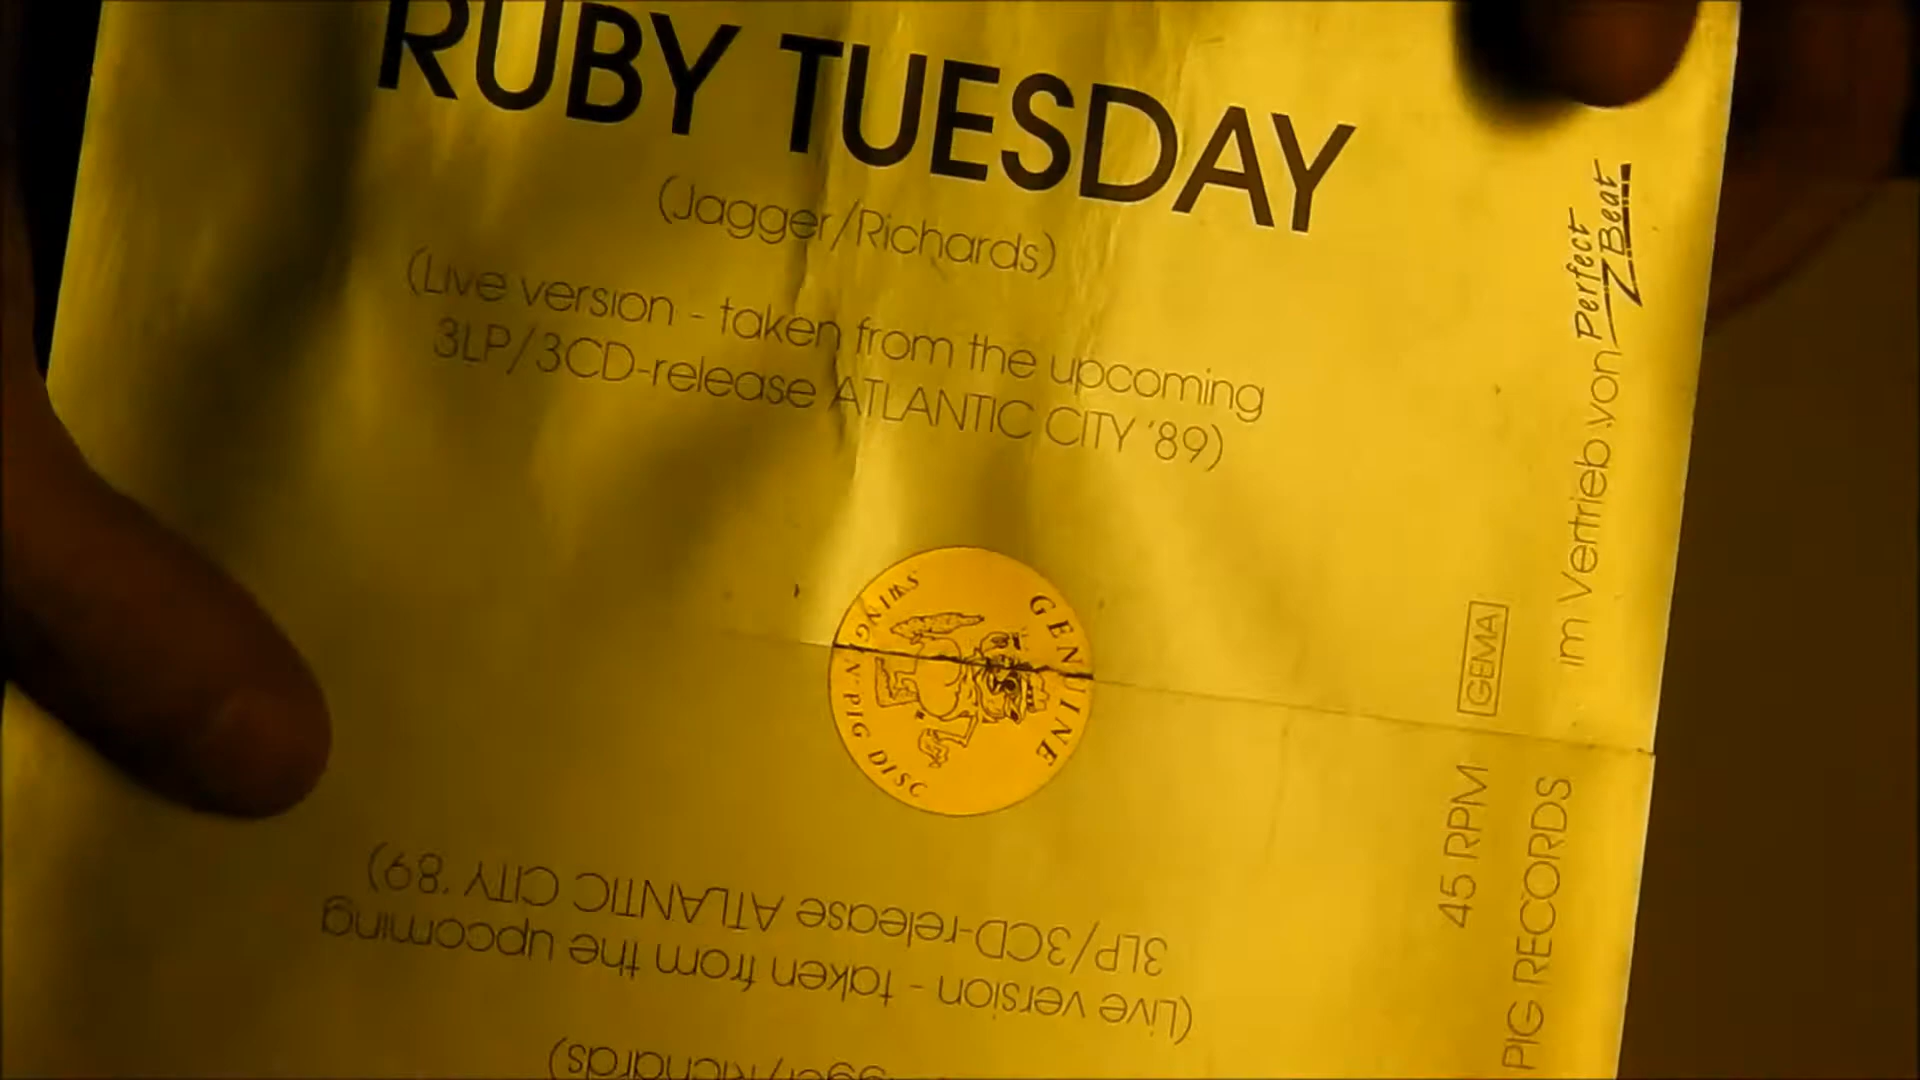 RUBY TUESDAY
(Jagger/Richards)
(Live version - taken from the upcoming
3LP/3CD-release ATLANTIC CITY '89)
im Vertrieb von Perfect Beat
GEMA
GENUINE
SWINGIN' PIG DISC
45 RPM
PIG RECORDS
3LP/3CD-release ATLANTIC CITY '89)
(Live version - taken from the upcoming